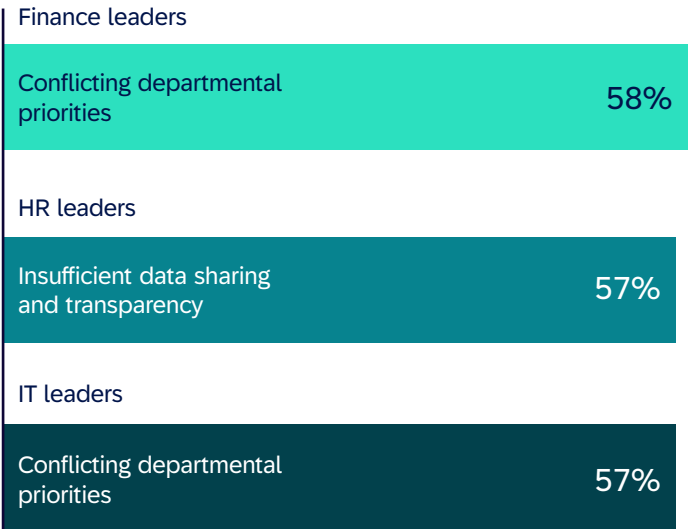 Finance leaders
Conflicting departmental
priorities
58%
HR leaders
Insufficient data sharing
and transparency
57%
IT leaders
Conflicting departmental
priorities
57%